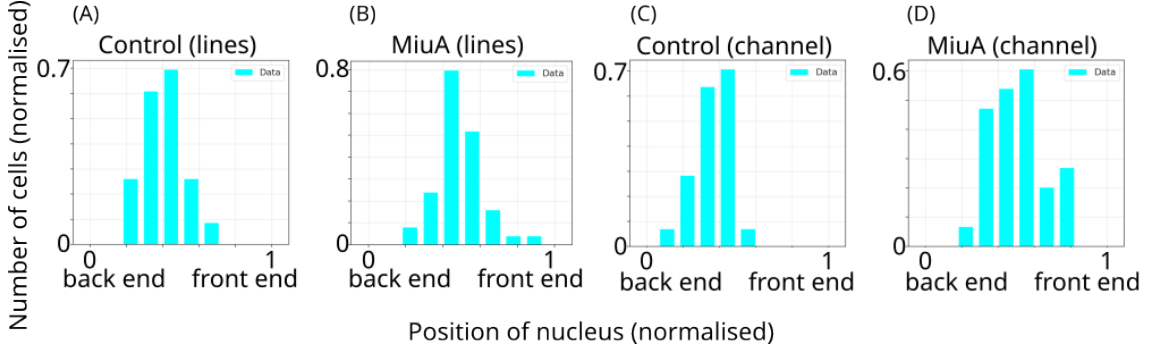 (A)
(B)
(C)
(D)
Control (lines)
MiuA (lines)
Control (channel)
MiuA (channel)
Number of cells (normalised)
0.7
Data
0
0
1
back end
front end
0.8
Data
0
0
1
back end
front end
0.7
Data
0
0
1
back end
front end
0.6
Data
0
0
1
back end
front end
Position of nucleus (normalised)